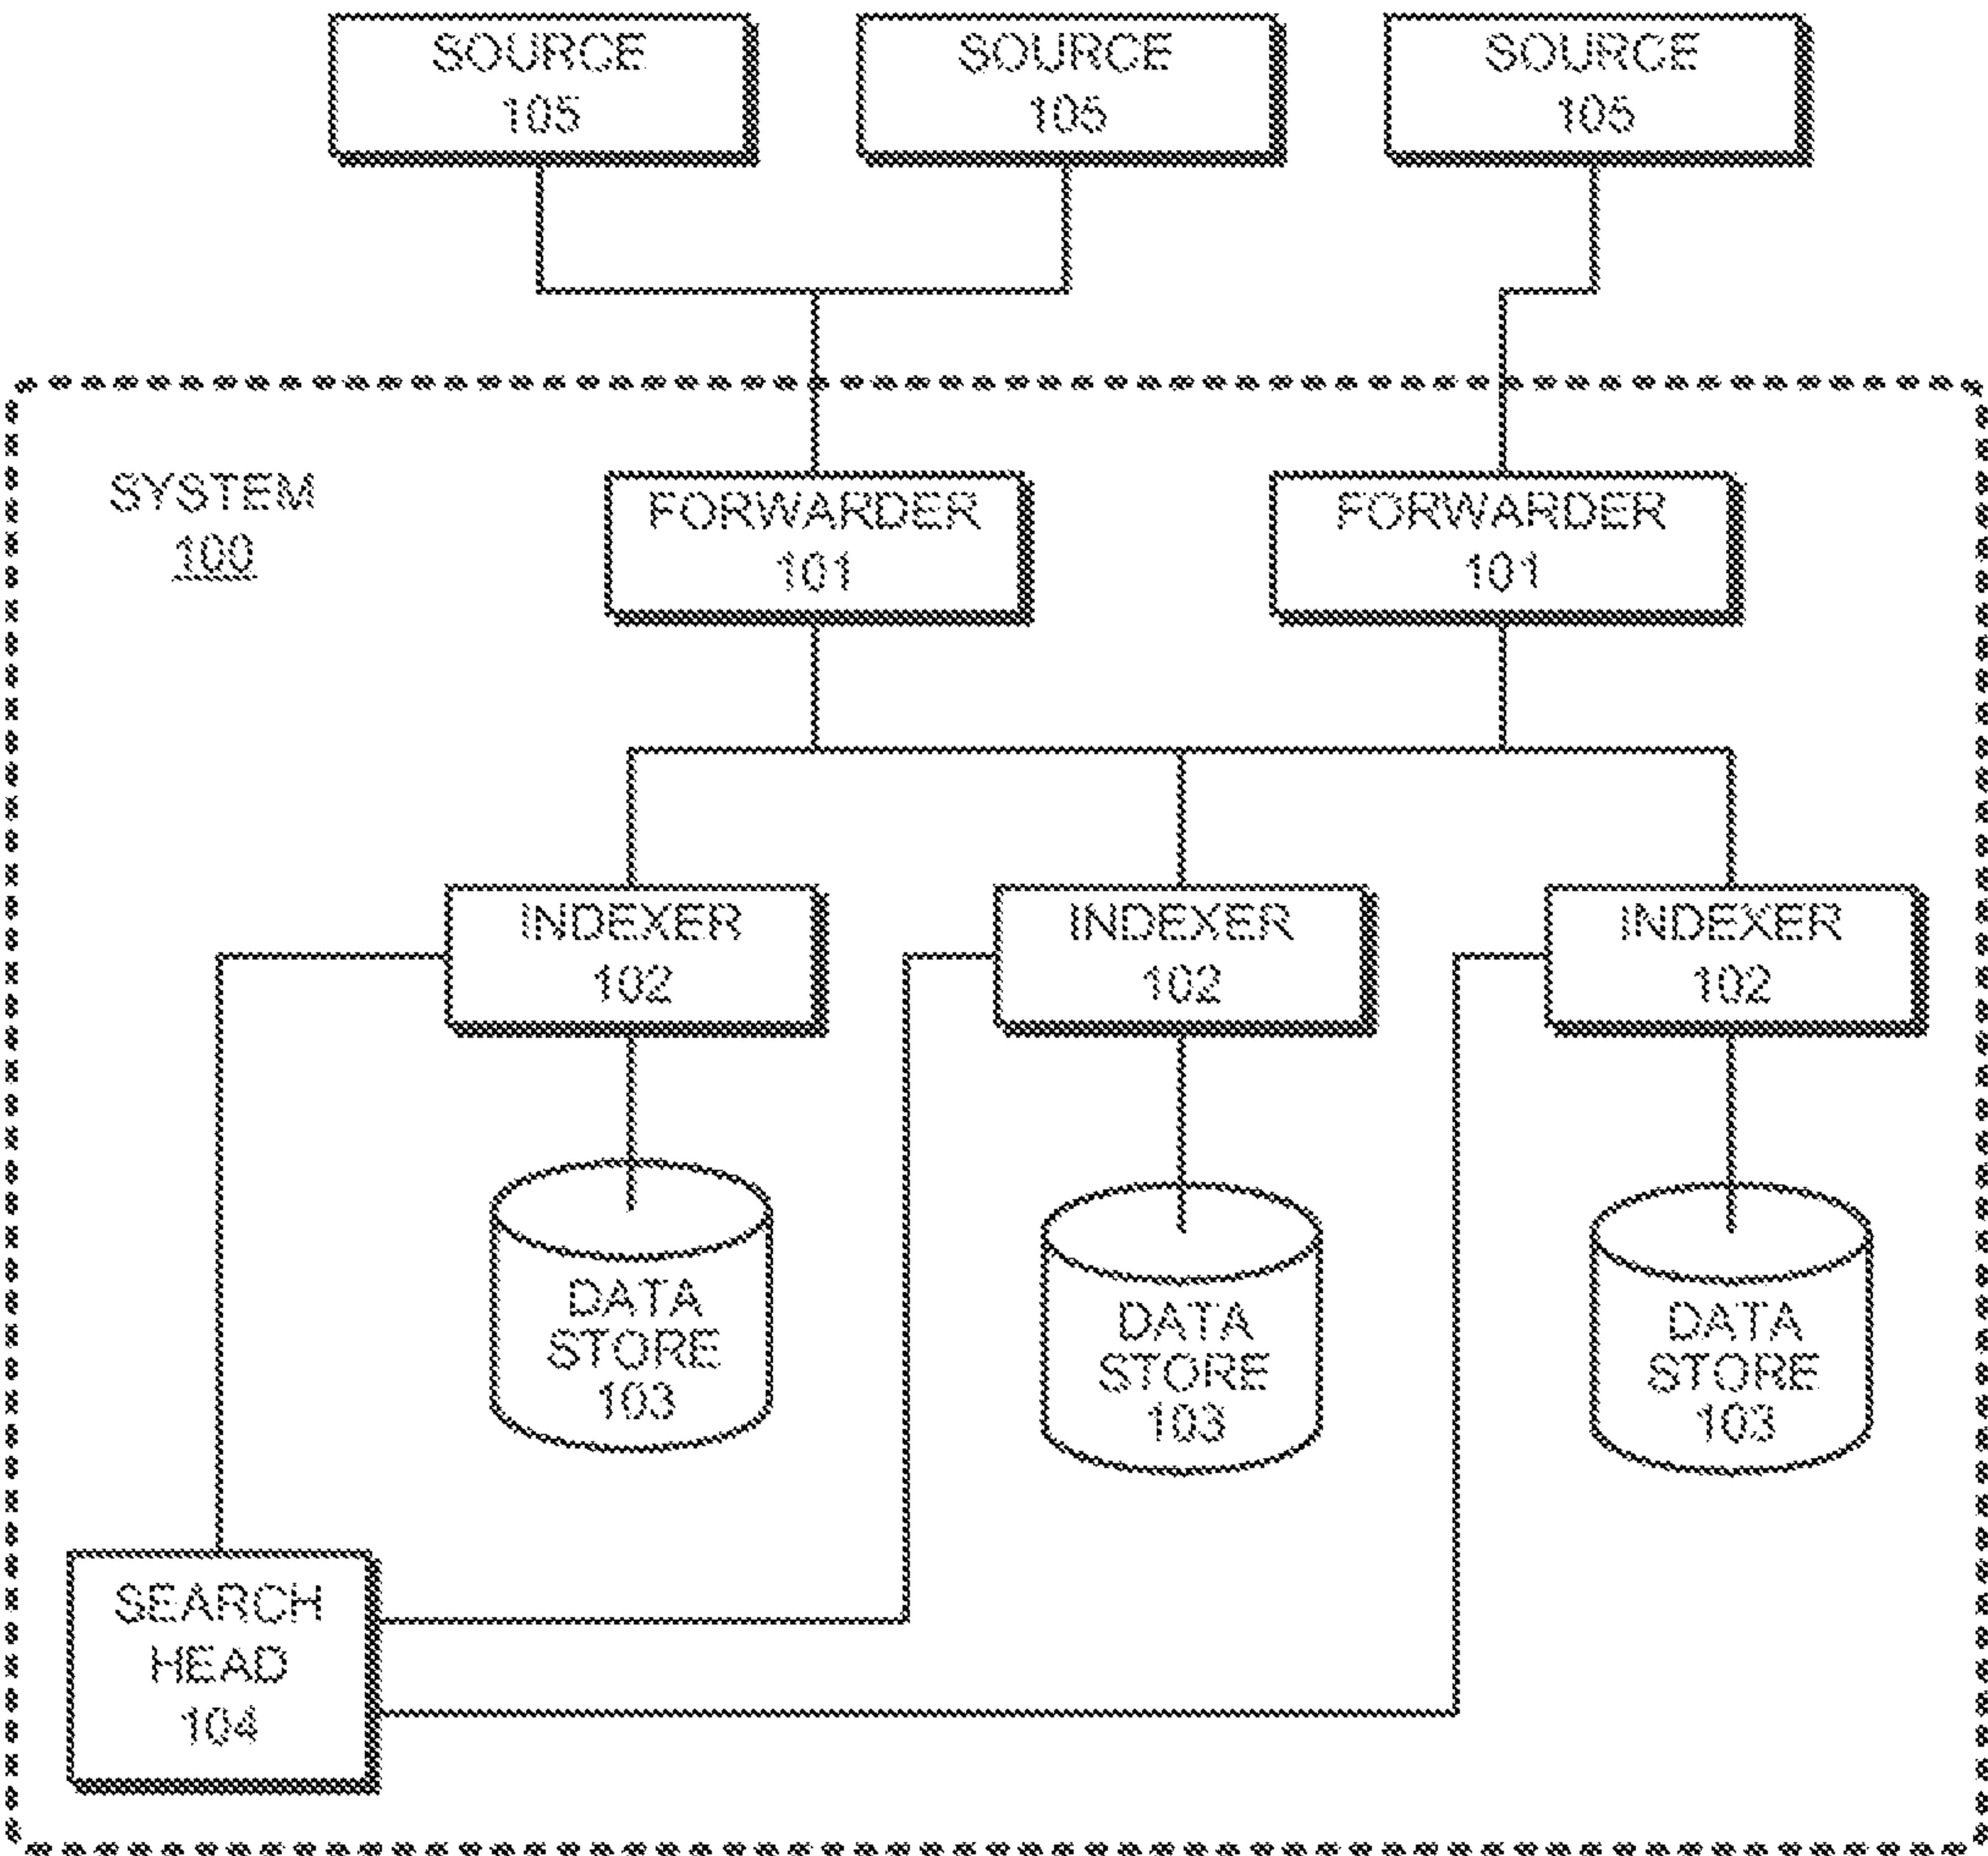 SOURCE
105
SOURCE
105
SOURCE
105
SYSTEM
100
FORWARDER
101
FORWARDER
101
INDEXER
102
INDEXER
102
INDEXER
102
DATA
STORE
103
DATA
STORE
103
DATA
STORE
103
SEARCH
HEAD
104